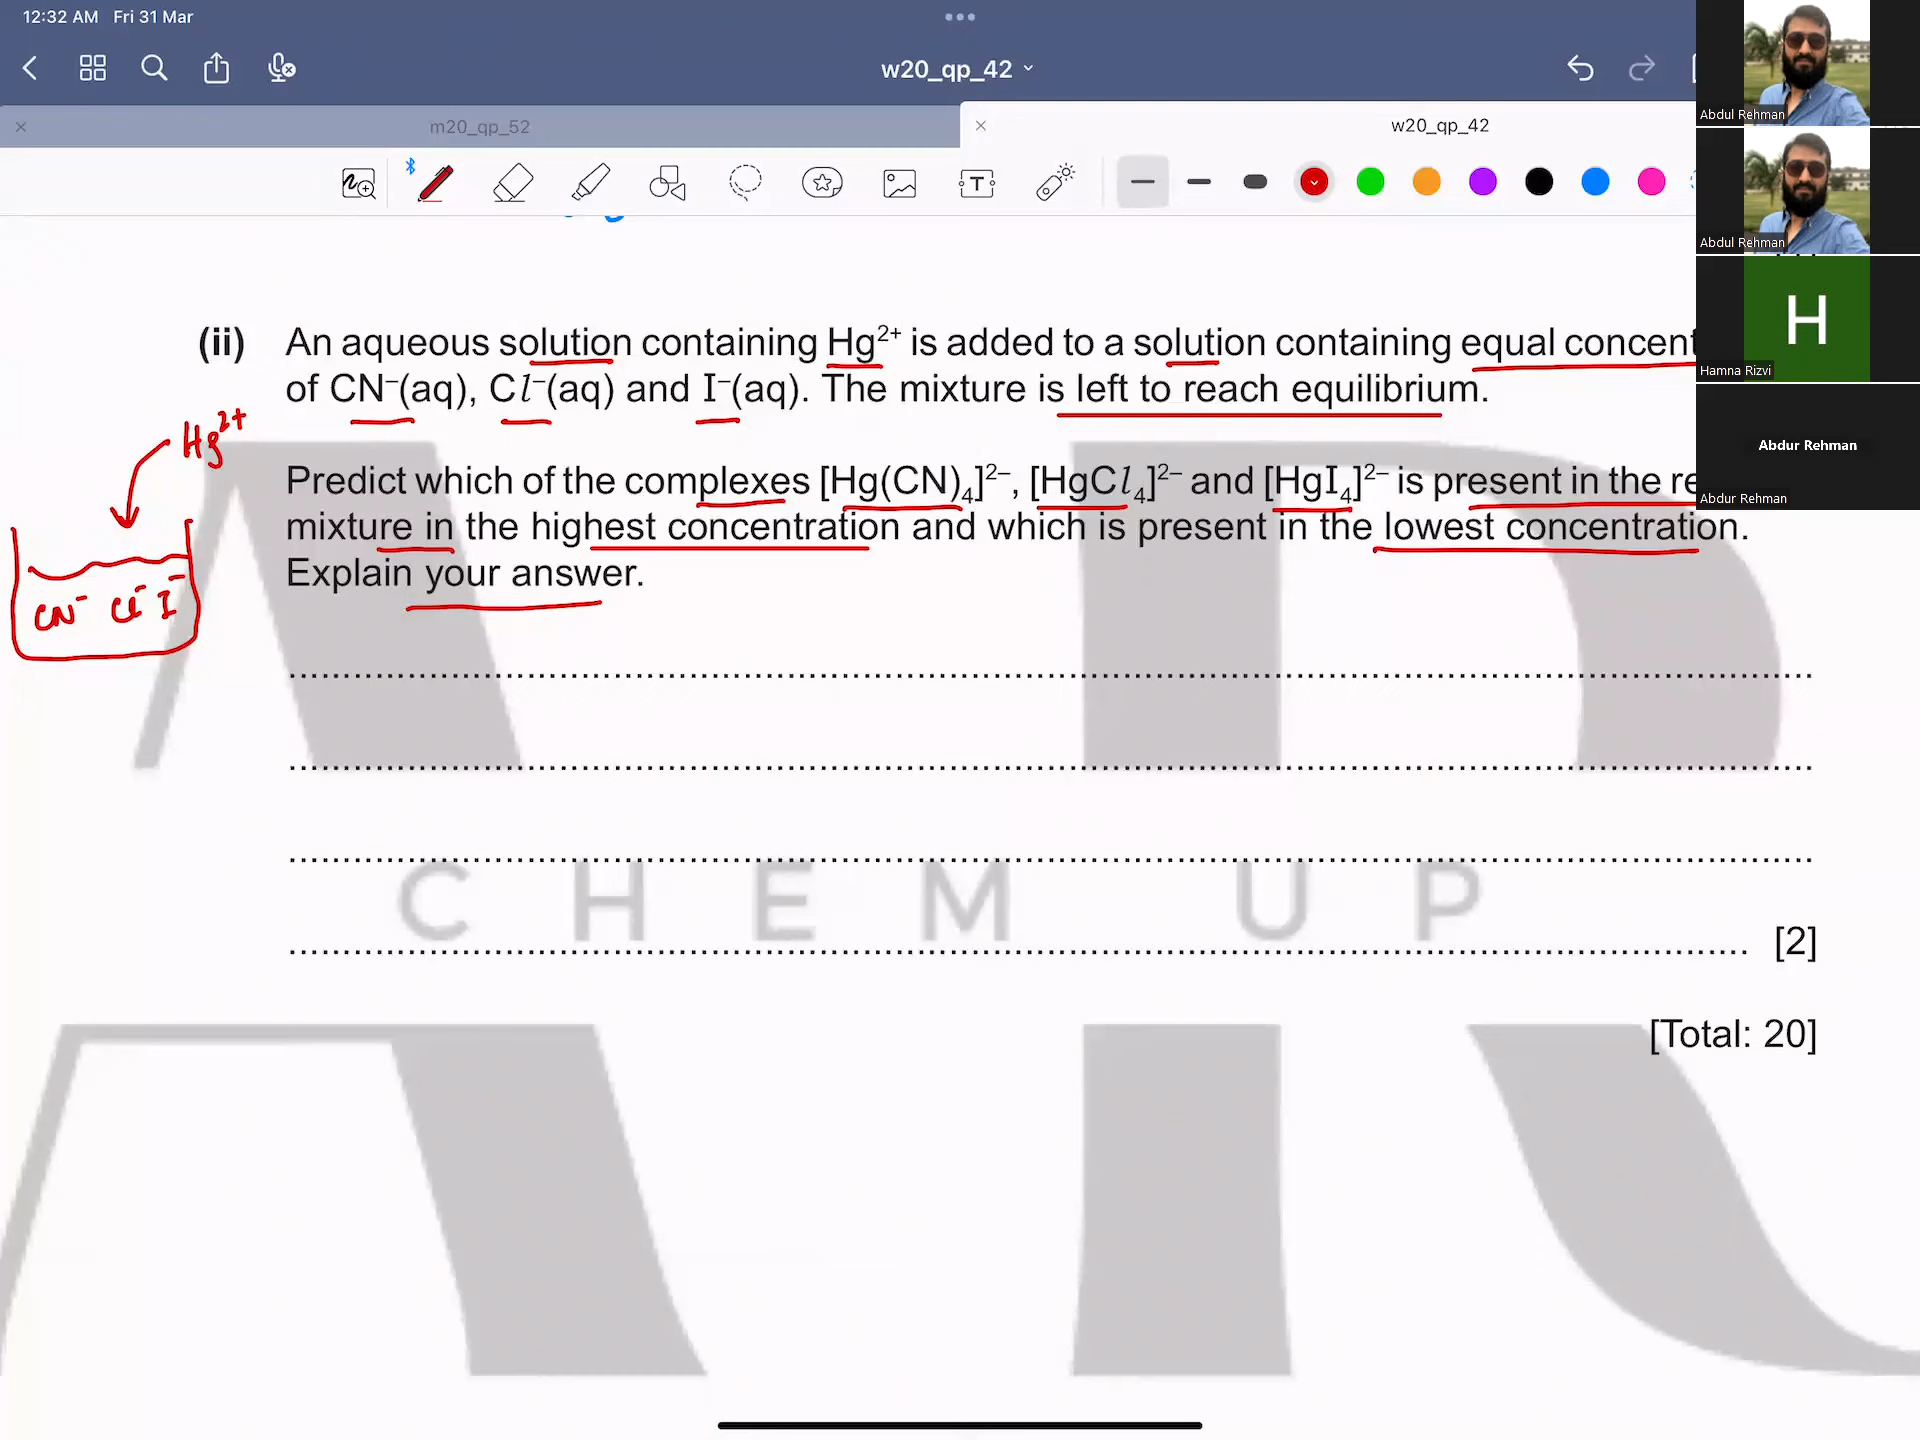 12:32 AM Fri 31 Mar
w20_qp_42
m20_qp_52
w20_qp_42
Abdul Rehman
Abdul Rehman
H
Hamna Rizvi
Abdur Rehman
Abdur Rehman
(ii) An aqueous solution containing Hg²⁺ is added to a solution containing equal concent
of CN⁻(aq), Cl⁻(aq) and I⁻(aq). The mixture is left to reach equilibrium.
Hg²⁺
Predict which of the complexes [Hg(CN)₄]²⁻, [HgCl₄]²⁻ and [HgI₄]²⁻ is present in the re
mixture in the highest concentration and which is present in the lowest concentration.
Explain your answer.
CN⁻ Cl⁻ I⁻
[2]
[Total: 20]
AR
CHEM UP
AR